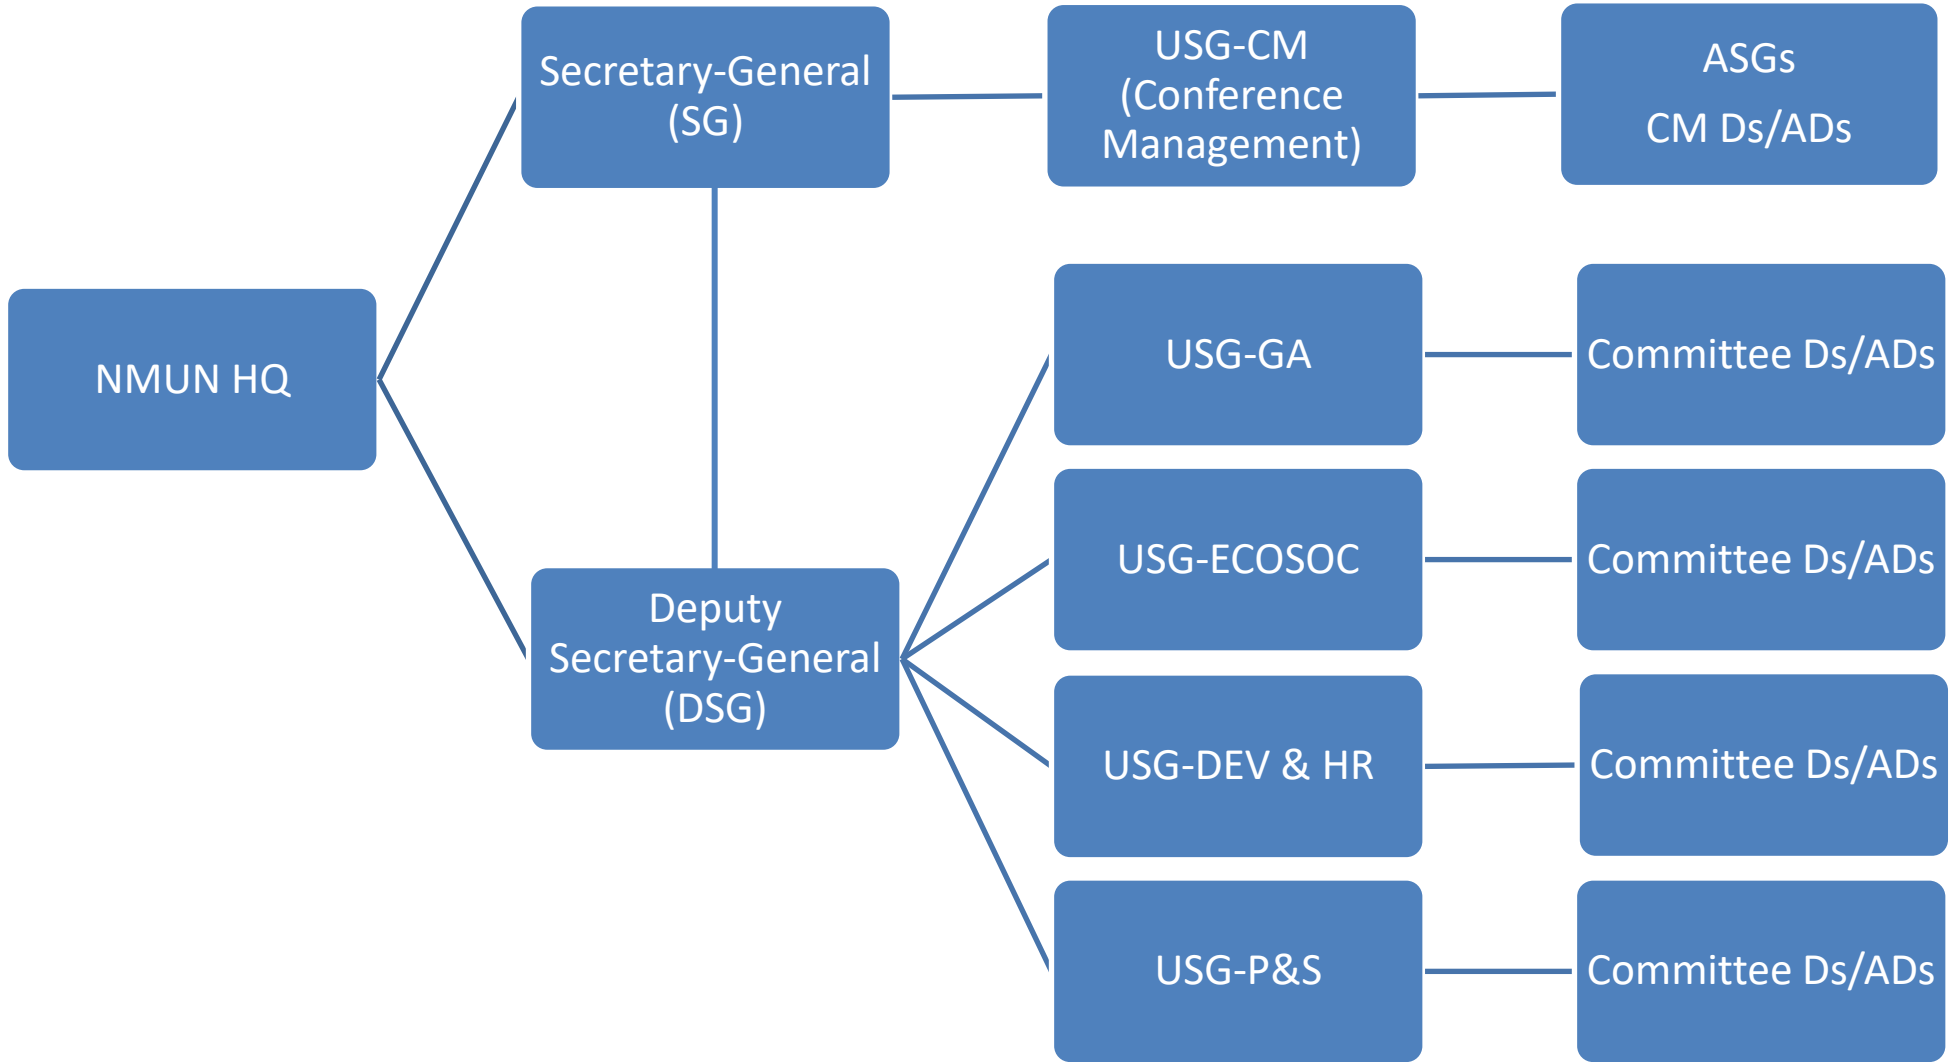 NMUN HQ
Secretary-General
(SG)
Deputy
Secretary-General
(DSG)
USG-CM
(Conference
Management)
ASGs
CM Ds/ADs
USG-GA
Committee Ds/ADs
USG-ECOSOC
Committee Ds/ADs
USG-DEV & HR
Committee Ds/ADs
USG-P&S
Committee Ds/ADs